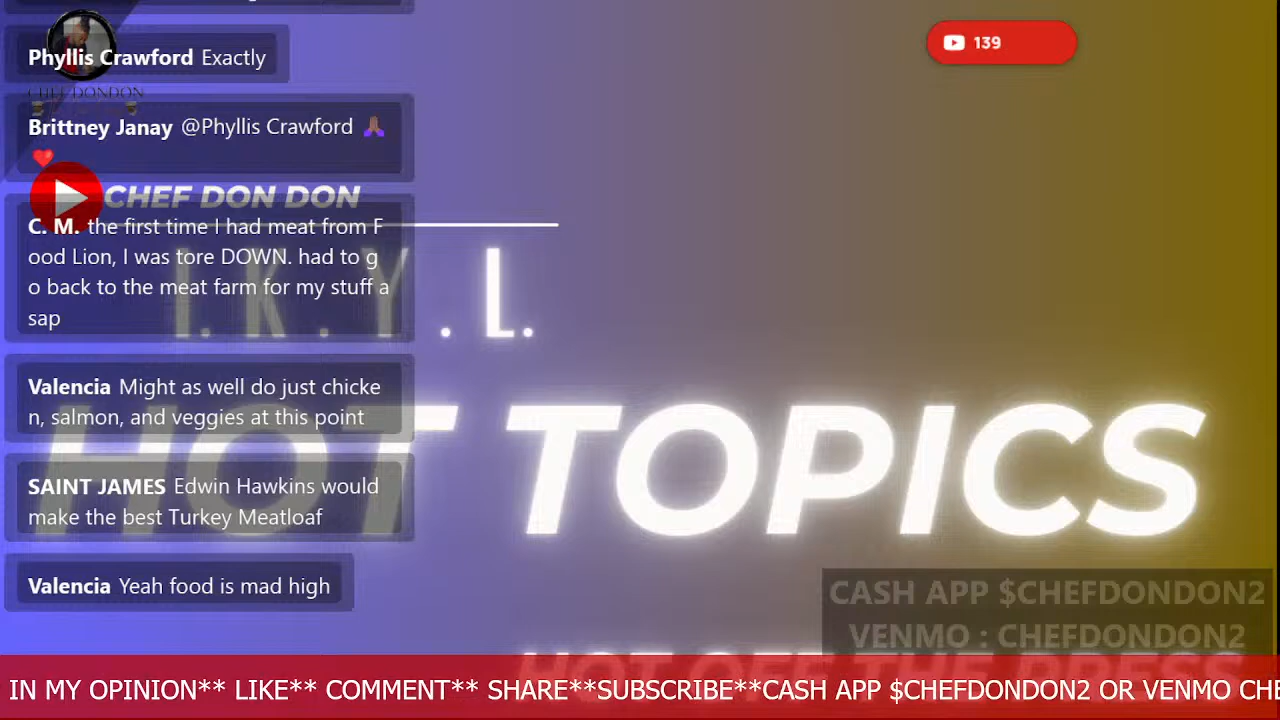 Phyllis Crawford Exactly
139
CHEF DONDON
Brittney Janay @Phyllis Crawford 🙏🏾
❤️
CHEF DON DON
C. M. the first time I had meat from F
ood Lion, I was tore DOWN. had to g
o back to the meat farm for my stuff a
sap
I. K . Y . L.
Valencia Might as well do just chicke
n, salmon, and veggies at this point
HOT TOPICS
SAINT JAMES Edwin Hawkins would
make the best Turkey Meatloaf
Valencia Yeah food is mad high
CASH APP $CHEFDONDON2
VENMO : CHEFDONDON2
HOT OFF THE PRESS
IN MY OPINION** LIKE** COMMENT** SHARE**SUBSCRIBE**CASH APP $CHEFDONDON2 OR VENMO CHE